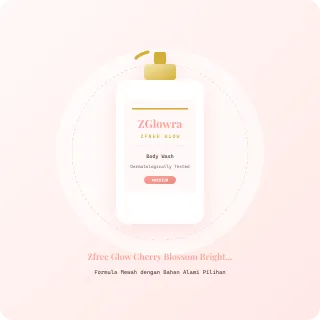 ZGlowra
ZFREE GLOW
Body Wash
Dermatologically Tested
Zfree Glow Cherry Blossom Bright...
Formula Mewah dengan Bahan Alami Pilihan